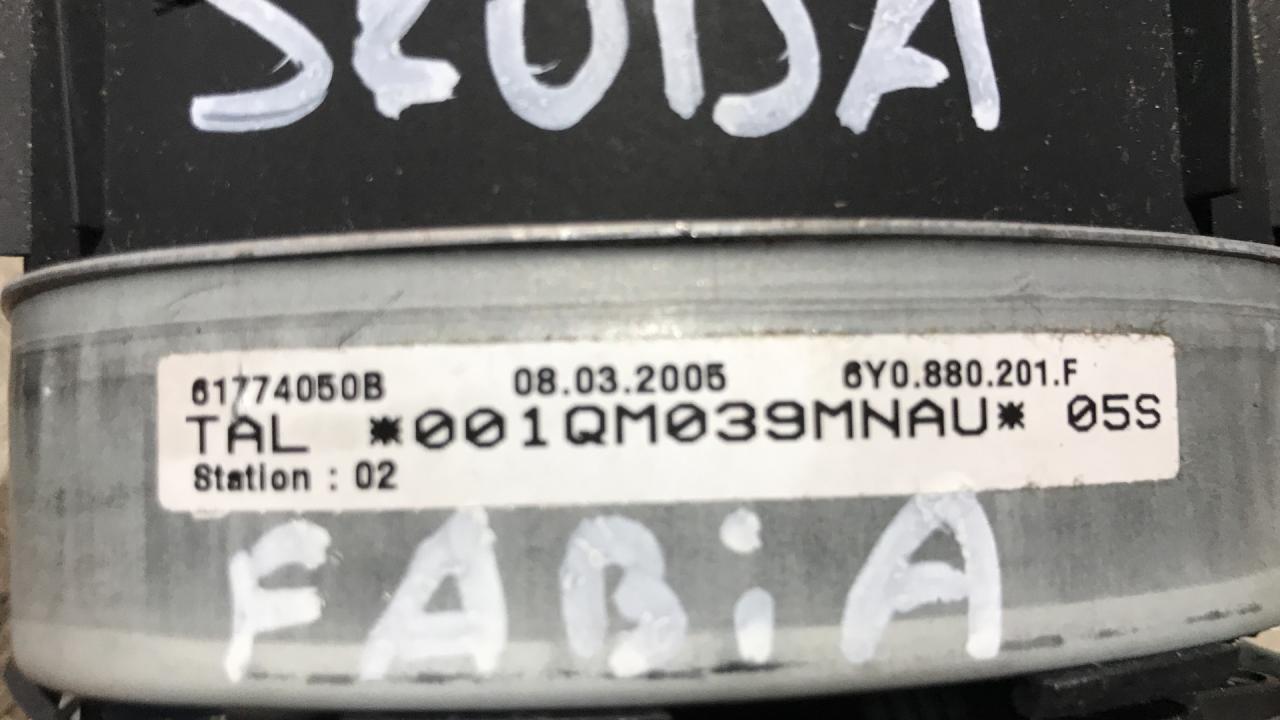 SKODA
61774050B 08.03.2005 6Y0.880.201.F
TAL *001QM039MNAU* 05S
Station : 02
FABiA